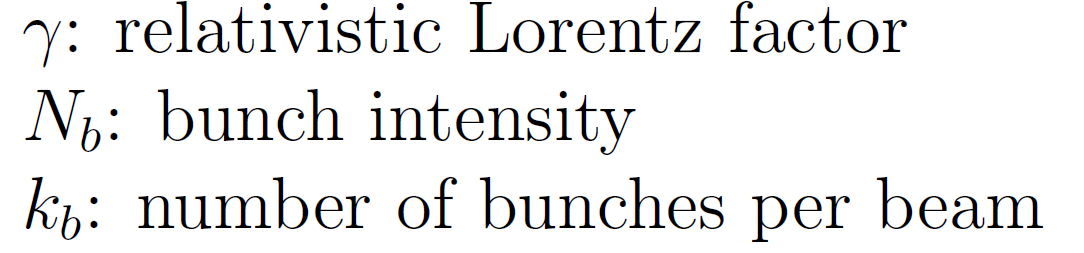 γ: relativistic Lorentz factor
N_b: bunch intensity
k_b: number of bunches per beam